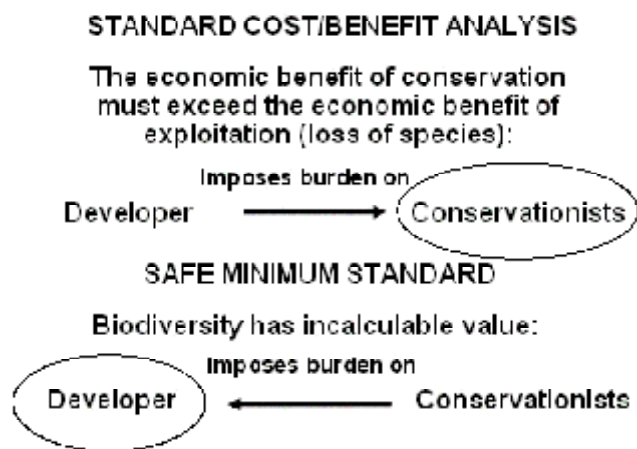 STANDARD COST/BENEFIT ANALYSIS
The economic benefit of conservation
must exceed the economic benefit of
exploitation (loss of species):
Imposes burden on
Developer Conservationists
SAFE MINIMUM STANDARD
Biodiversity has incalculable value:
Imposes burden on
Developer Conservationists